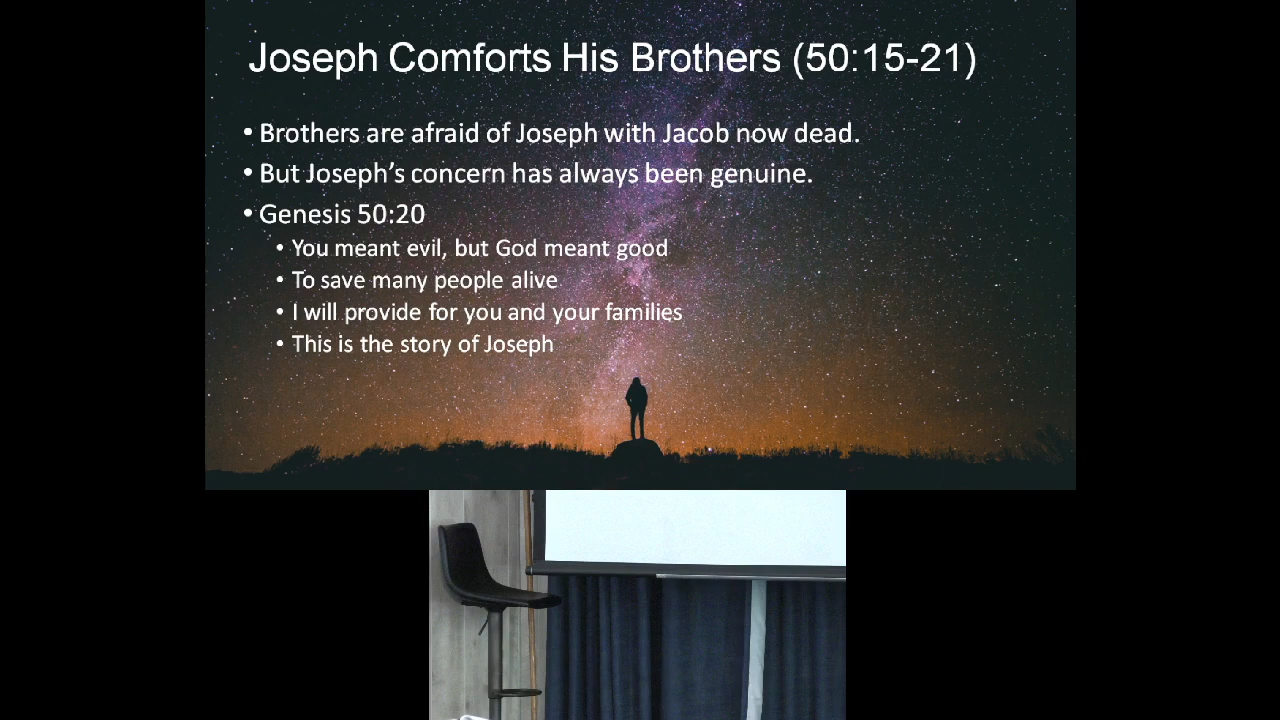 Joseph Comforts His Brothers (50:15-21)
• Brothers are afraid of Joseph with Jacob now dead.
• But Joseph’s concern has always been genuine.
• Genesis 50:20
• You meant evil, but God meant good
• To save many people alive
• I will provide for you and your families
• This is the story of Joseph